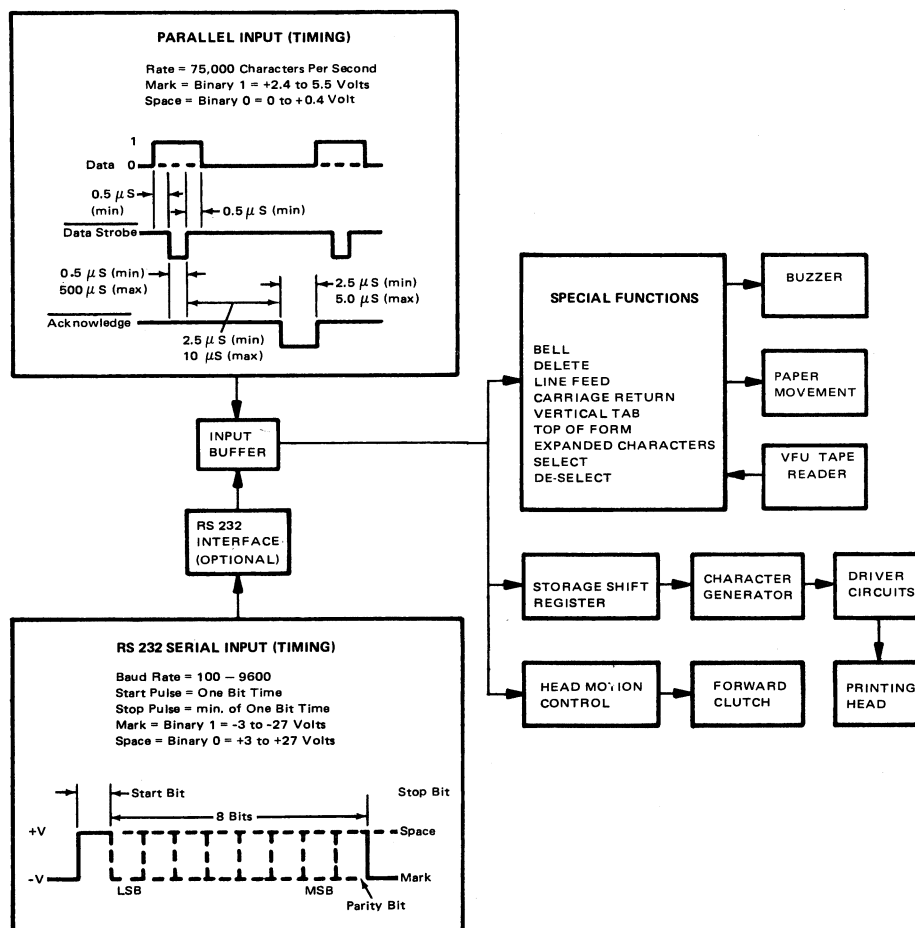 PARALLEL INPUT (TIMING)
Rate = 75,000 Characters Per Second
Mark = Binary 1 = +2.4 to 5.5 Volts
Space = Binary 0 = 0 to +0.4 Volt
1
Data 0
0.5 μS
(min)
0.5 μS (min)
Data Strobe
0.5 μS (min)
500 μS (max)
2.5 μS (min)
5.0 μS (max)
Acknowledge
2.5 μS (min)
10 μS (max)
INPUT
BUFFER
RS 232
INTERFACE
(OPTIONAL)
RS 232 SERIAL INPUT (TIMING)
Baud Rate = 100 – 9600
Start Pulse = One Bit Time
Stop Pulse = min. of One Bit Time
Mark = Binary 1 = -3 to -27 Volts
Space = Binary 0 = +3 to +27 Volts
Start Bit
Stop Bit
8 Bits
+V
Space
-V
Mark
LSB
MSB
Parity Bit
SPECIAL FUNCTIONS
BELL
DELETE
LINE FEED
CARRIAGE RETURN
VERTICAL TAB
TOP OF FORM
EXPANDED CHARACTERS
SELECT
DE-SELECT
BUZZER
PAPER
MOVEMENT
VFU TAPE
READER
STORAGE SHIFT
REGISTER
CHARACTER
GENERATOR
DRIVER
CIRCUITS
HEAD MOTION
CONTROL
FORWARD
CLUTCH
PRINTING
HEAD